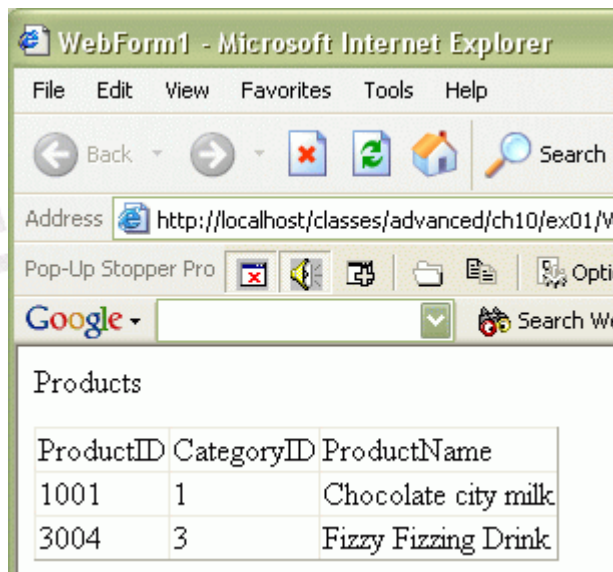 WebForm1 - Microsoft Internet Explorer
File Edit View Favorites Tools Help
Back Search
Address http://localhost/classes/advanced/ch10/ex01/W
Pop-Up Stopper Pro Opti
Google Search We
Products
ProductID CategoryID ProductName
1001 1 Chocolate city milk
3004 3 Fizzy Fizzing Drink